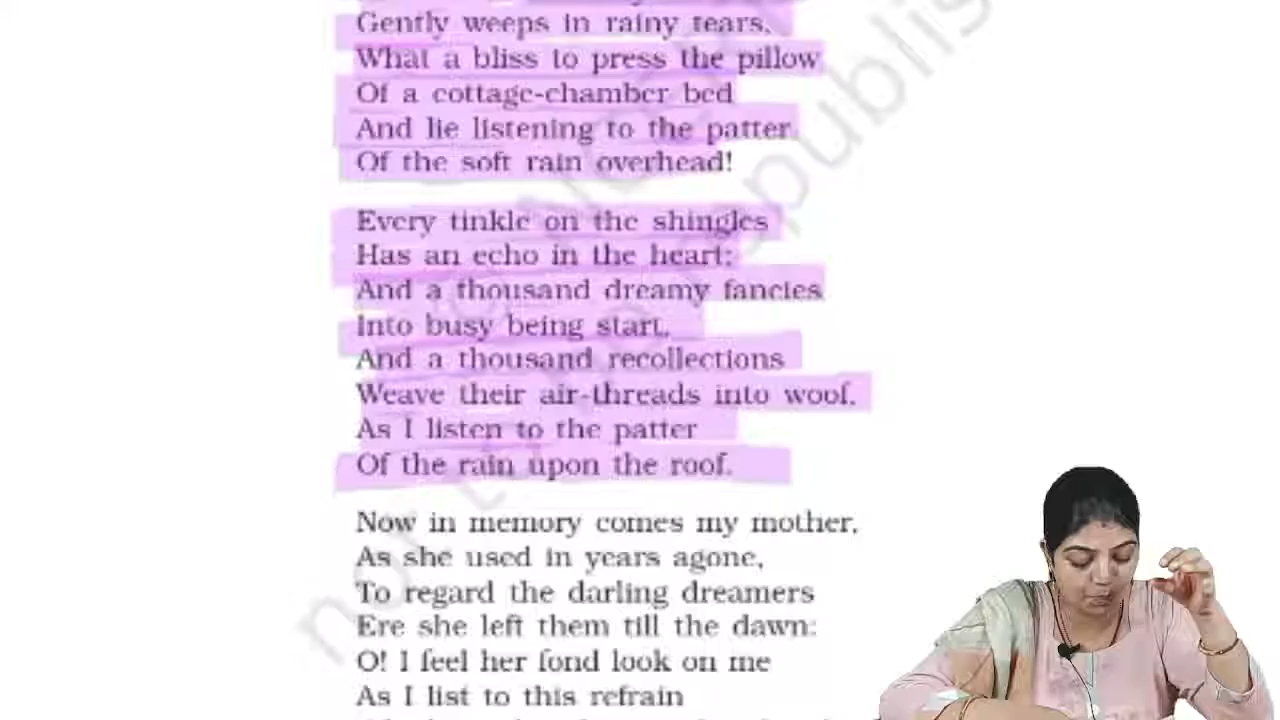 Gently weeps in rainy tears,
What a bliss to press the pillow
Of a cottage-chamber bed
And lie listening to the patter
Of the soft rain overhead!
Every tinkle on the shingles
Has an echo in the heart;
And a thousand dreamy fancies
Into busy being start,
And a thousand recollections
Weave their air-threads into woof,
As I listen to the patter
Of the rain upon the roof.
Now in memory comes my mother,
As she used in years agone,
To regard the darling dreamers
Ere she left them till the dawn:
O! I feel her fond look on me
As I list to this refrain